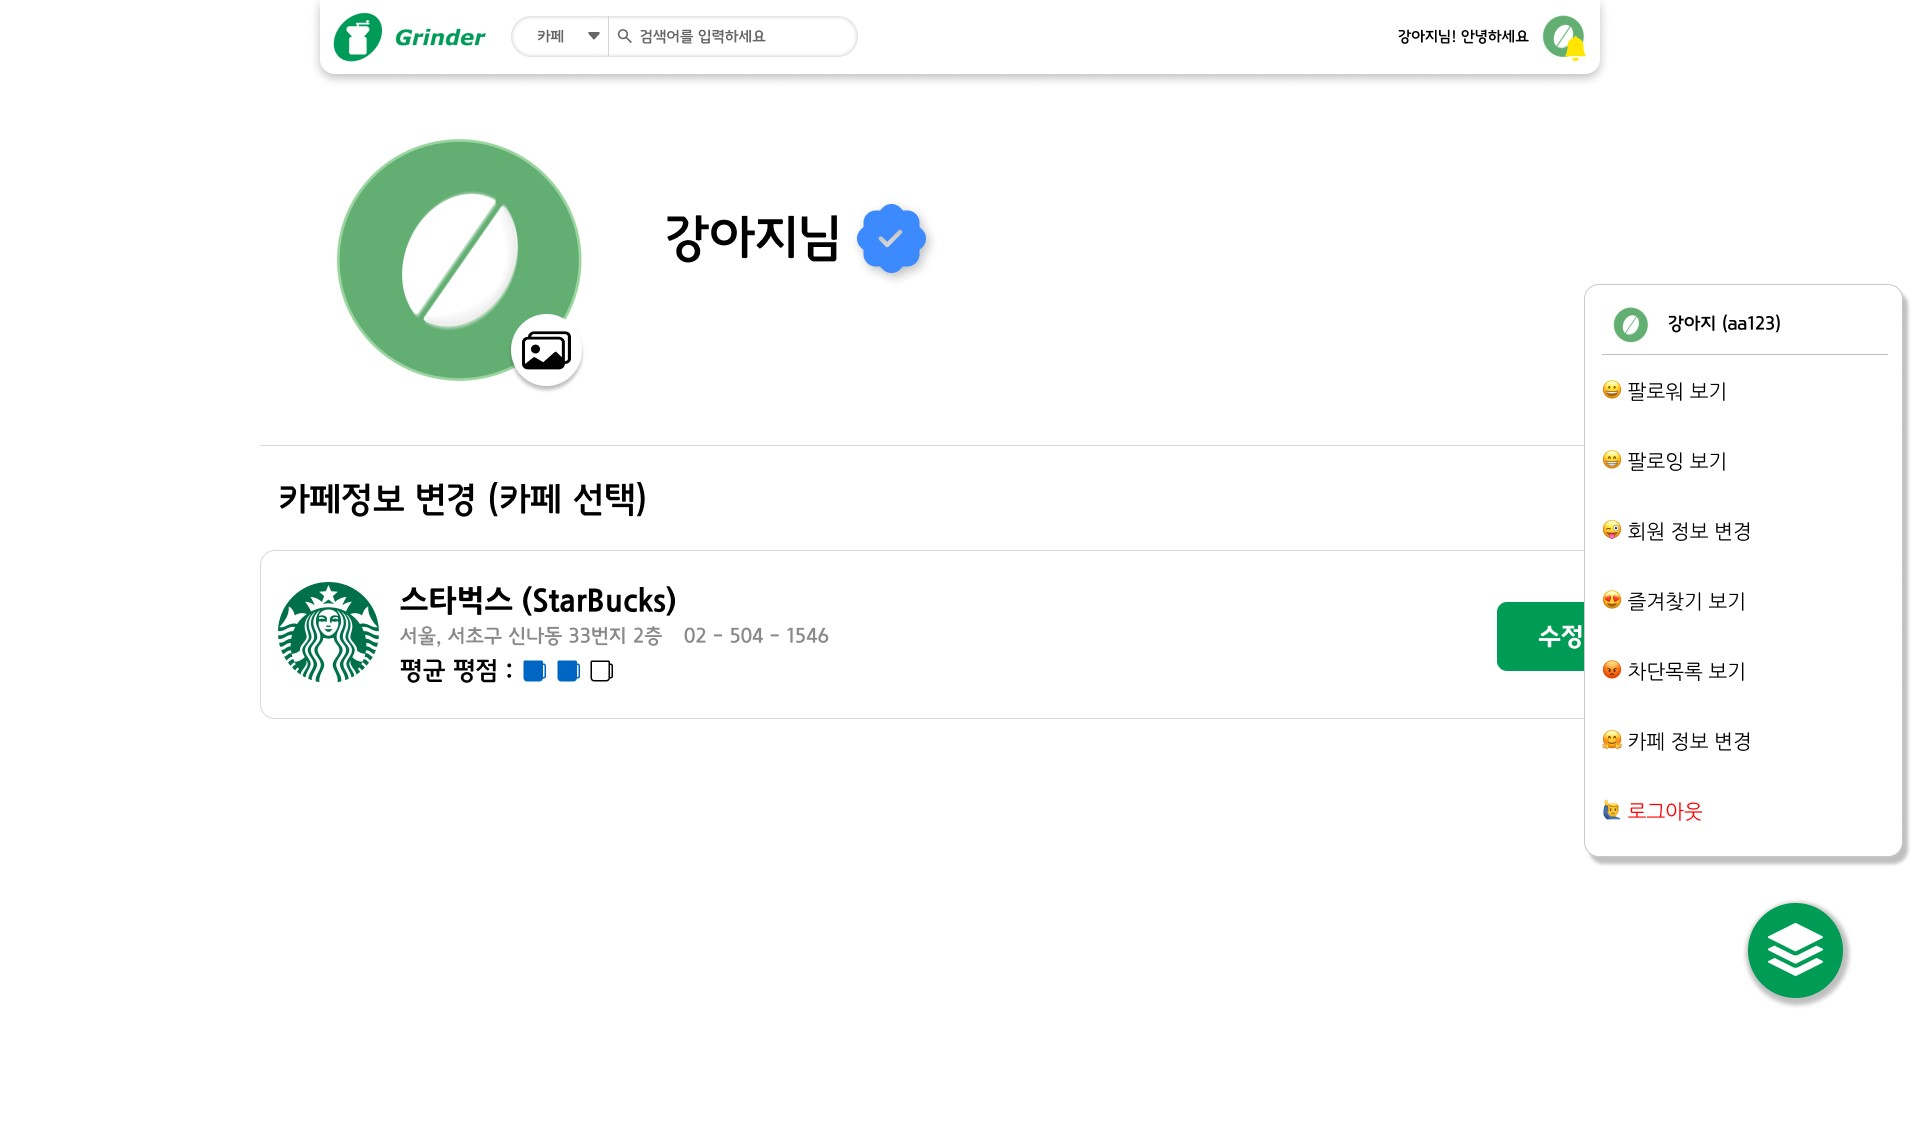 Grinder
카페
검색어를 입력하세요
강아지님! 안녕하세요
강아지님
카페정보 변경 (카페 선택)
스타벅스 (StarBucks)
서울, 서초구 신나동 33번지 2층 02 - 504 - 1546
평균 평점 :
수정
강아지 (aa123)
😀 팔로워 보기
😁 팔로잉 보기
😜 회원 정보 변경
😍 즐겨찾기 보기
😡 차단목록 보기
🤗 카페 정보 변경
🙋‍♂️ 로그아웃